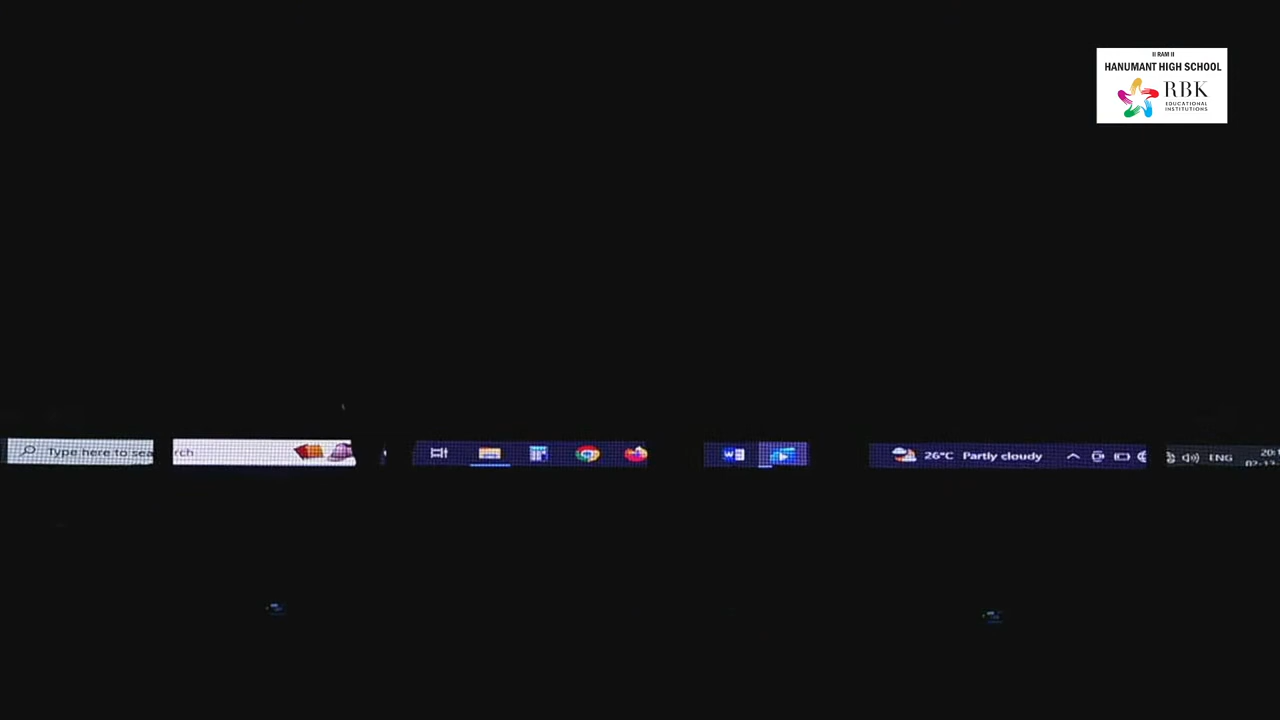 II RAM II
HANUMANT HIGH SCHOOL
RBK
EDUCATIONAL
INSTITUTIONS
Type here to sea rch
26°C Partly cloudy
ENG